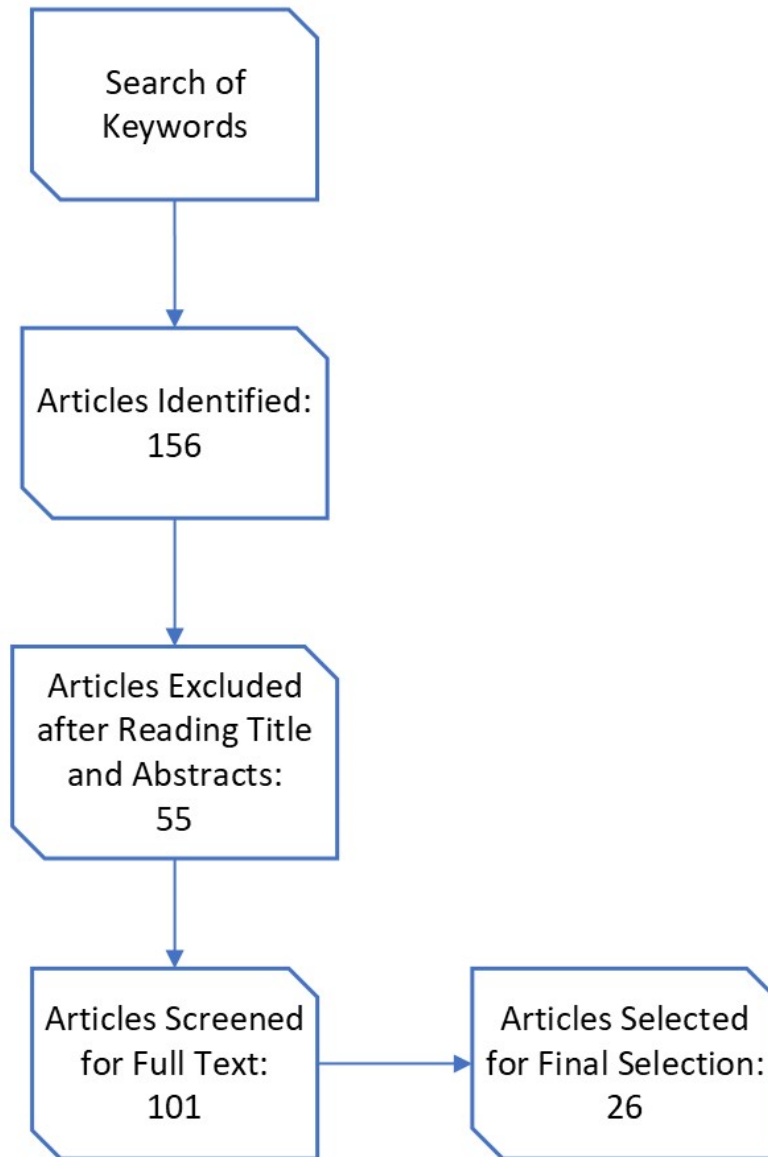 Search of
Keywords
Articles Identified:
156
Articles Excluded
after Reading Title
and Abstracts:
55
Articles Screened
for Full Text:
101
Articles Selected
for Final Selection:
26